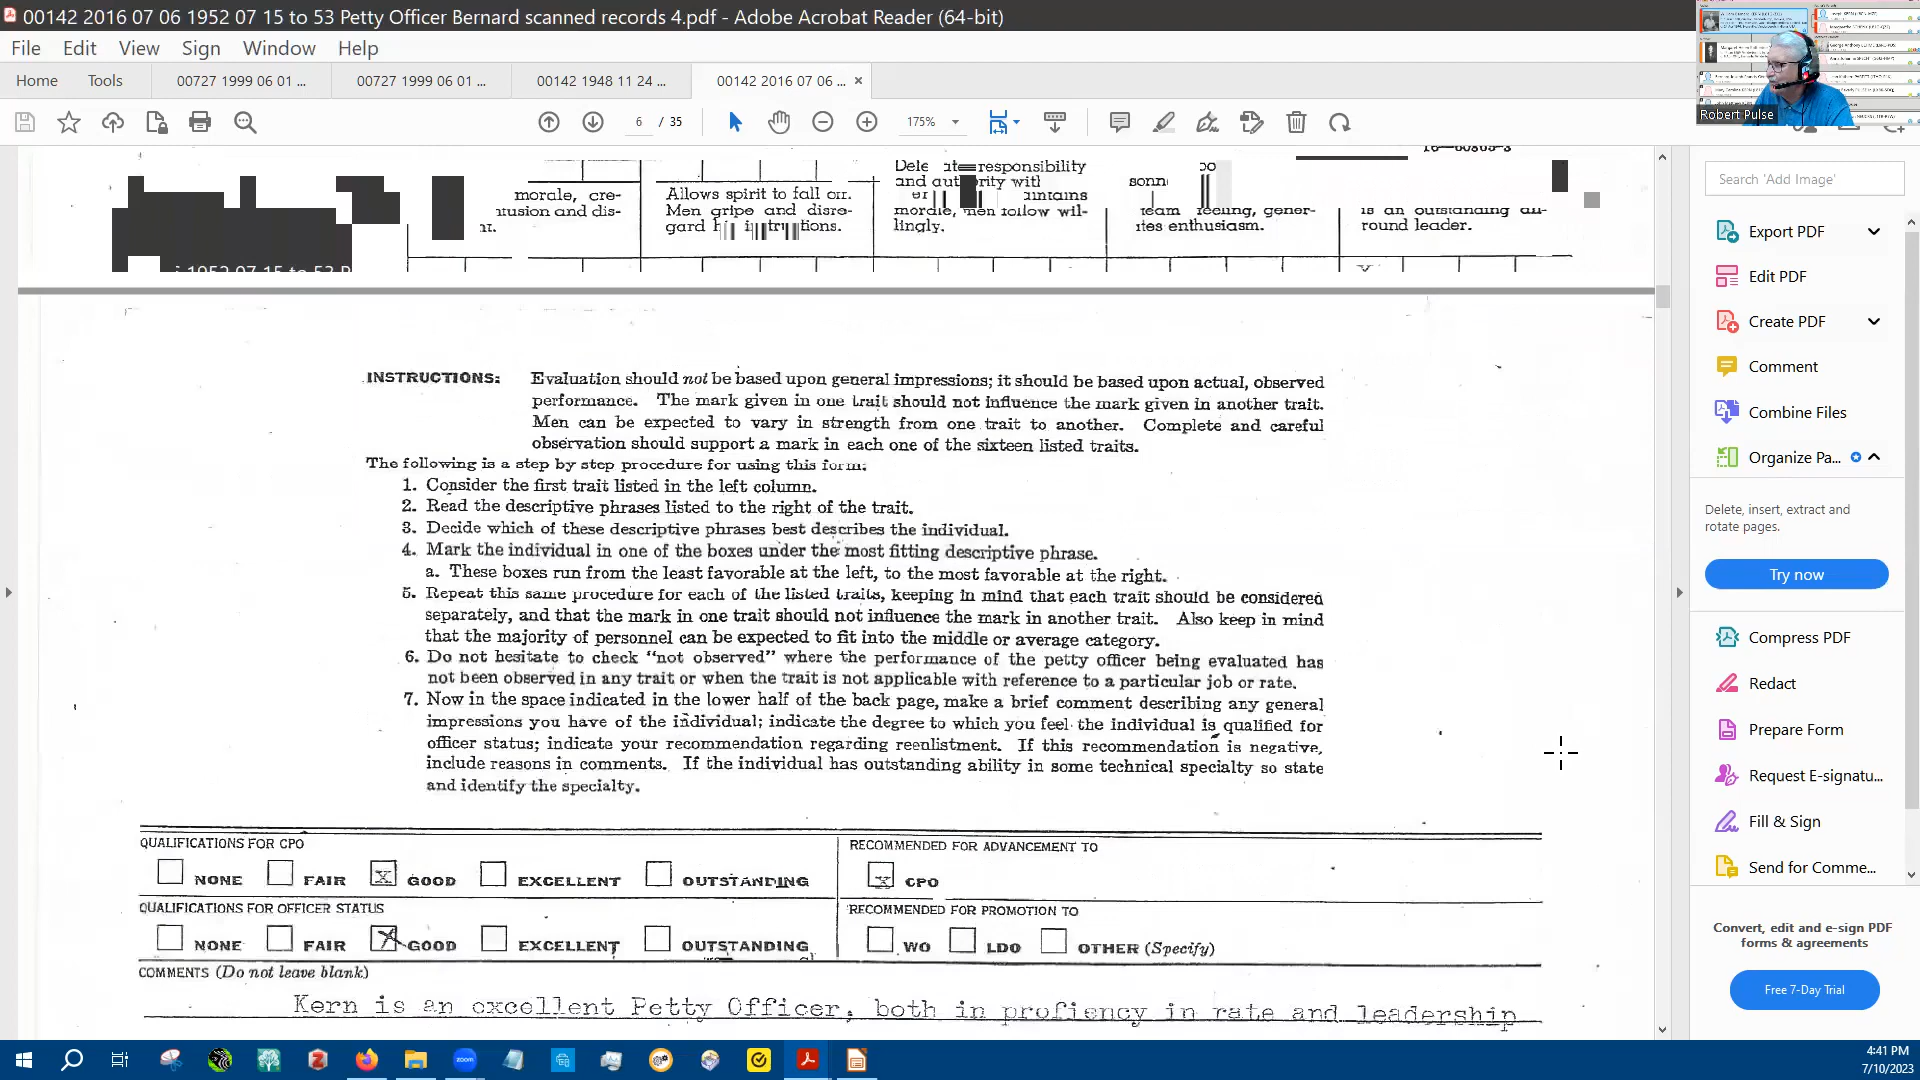 00142 2016 07 06 1952 07 15 to 53 Petty Officer Bernard scanned records 4.pdf - Adobe Acrobat Reader (64-bit)
File Edit View Sign Window Help
Home Tools 00727 1999 06 01 ... 00727 1999 06 01 ... 00142 1948 11 24 ... 00142 2016 07 06 ...
6 / 35 175%
Robert Pulse
responsibility
morale, cre-
Allows spirit to fall off.
Men gripe and disre-
lingly.
team feeling, gener-
ites enthusiasm.
is an outstanding all-
round leader.
INSTRUCTIONS: Evaluation should not be based upon general impressions; it should be based upon actual, observed
performance. The mark given in one trait should not influence the mark given in another trait.
Men can be expected to vary in strength from one trait to another. Complete and careful
observation should support a mark in each one of the sixteen listed traits.
The following is a step by step procedure for using this form:
1. Consider the first trait listed in the left column.
2. Read the descriptive phrases listed to the right of the trait.
3. Decide which of these descriptive phrases best describes the individual.
4. Mark the individual in one of the boxes under the most fitting descriptive phrase.
a. These boxes run from the least favorable at the left, to the most favorable at the right.
5. Repeat this same procedure for each of the listed traits, keeping in mind that each trait should be considered
separately, and that the mark in one trait should not influence the mark in another trait. Also keep in mind
that the majority of personnel can be expected to fit into the middle or average category.
6. Do not hesitate to check "not observed" where the performance of the petty officer being evaluated has
not been observed in any trait or when the trait is not applicable with reference to a particular job or rate.
7. Now in the space indicated in the lower half of the back page, make a brief comment describing any general
impressions you have of the individual; indicate the degree to which you feel the individual is qualified for
officer status; indicate your recommendation regarding reenlistment. If this recommendation is negative,
include reasons in comments. If the individual has outstanding ability in some technical specialty so state
and identify the specialty.
QUALIFICATIONS FOR CPO
NONE FAIR X GOOD EXCELLENT OUTSTANDING
RECOMMENDED FOR ADVANCEMENT TO
X CPO
QUALIFICATIONS FOR OFFICER STATUS
NONE FAIR X GOOD EXCELLENT OUTSTANDING
RECOMMENDED FOR PROMOTION TO
WO LDO OTHER (Specify)
COMMENTS (Do not leave blank)
Kern is an excellent Petty Officer, both in profiency in rate and leadership
Search 'Add Image'
Export PDF
Edit PDF
Create PDF
Comment
Combine Files
Organize Pa...
Delete, insert, extract and
rotate pages.
Try now
Compress PDF
Redact
Prepare Form
Request E-signatu...
Fill & Sign
Send for Comme...
Convert, edit and e-sign PDF
forms & agreements
Free 7-Day Trial
zoom
4:41 PM
7/10/2023